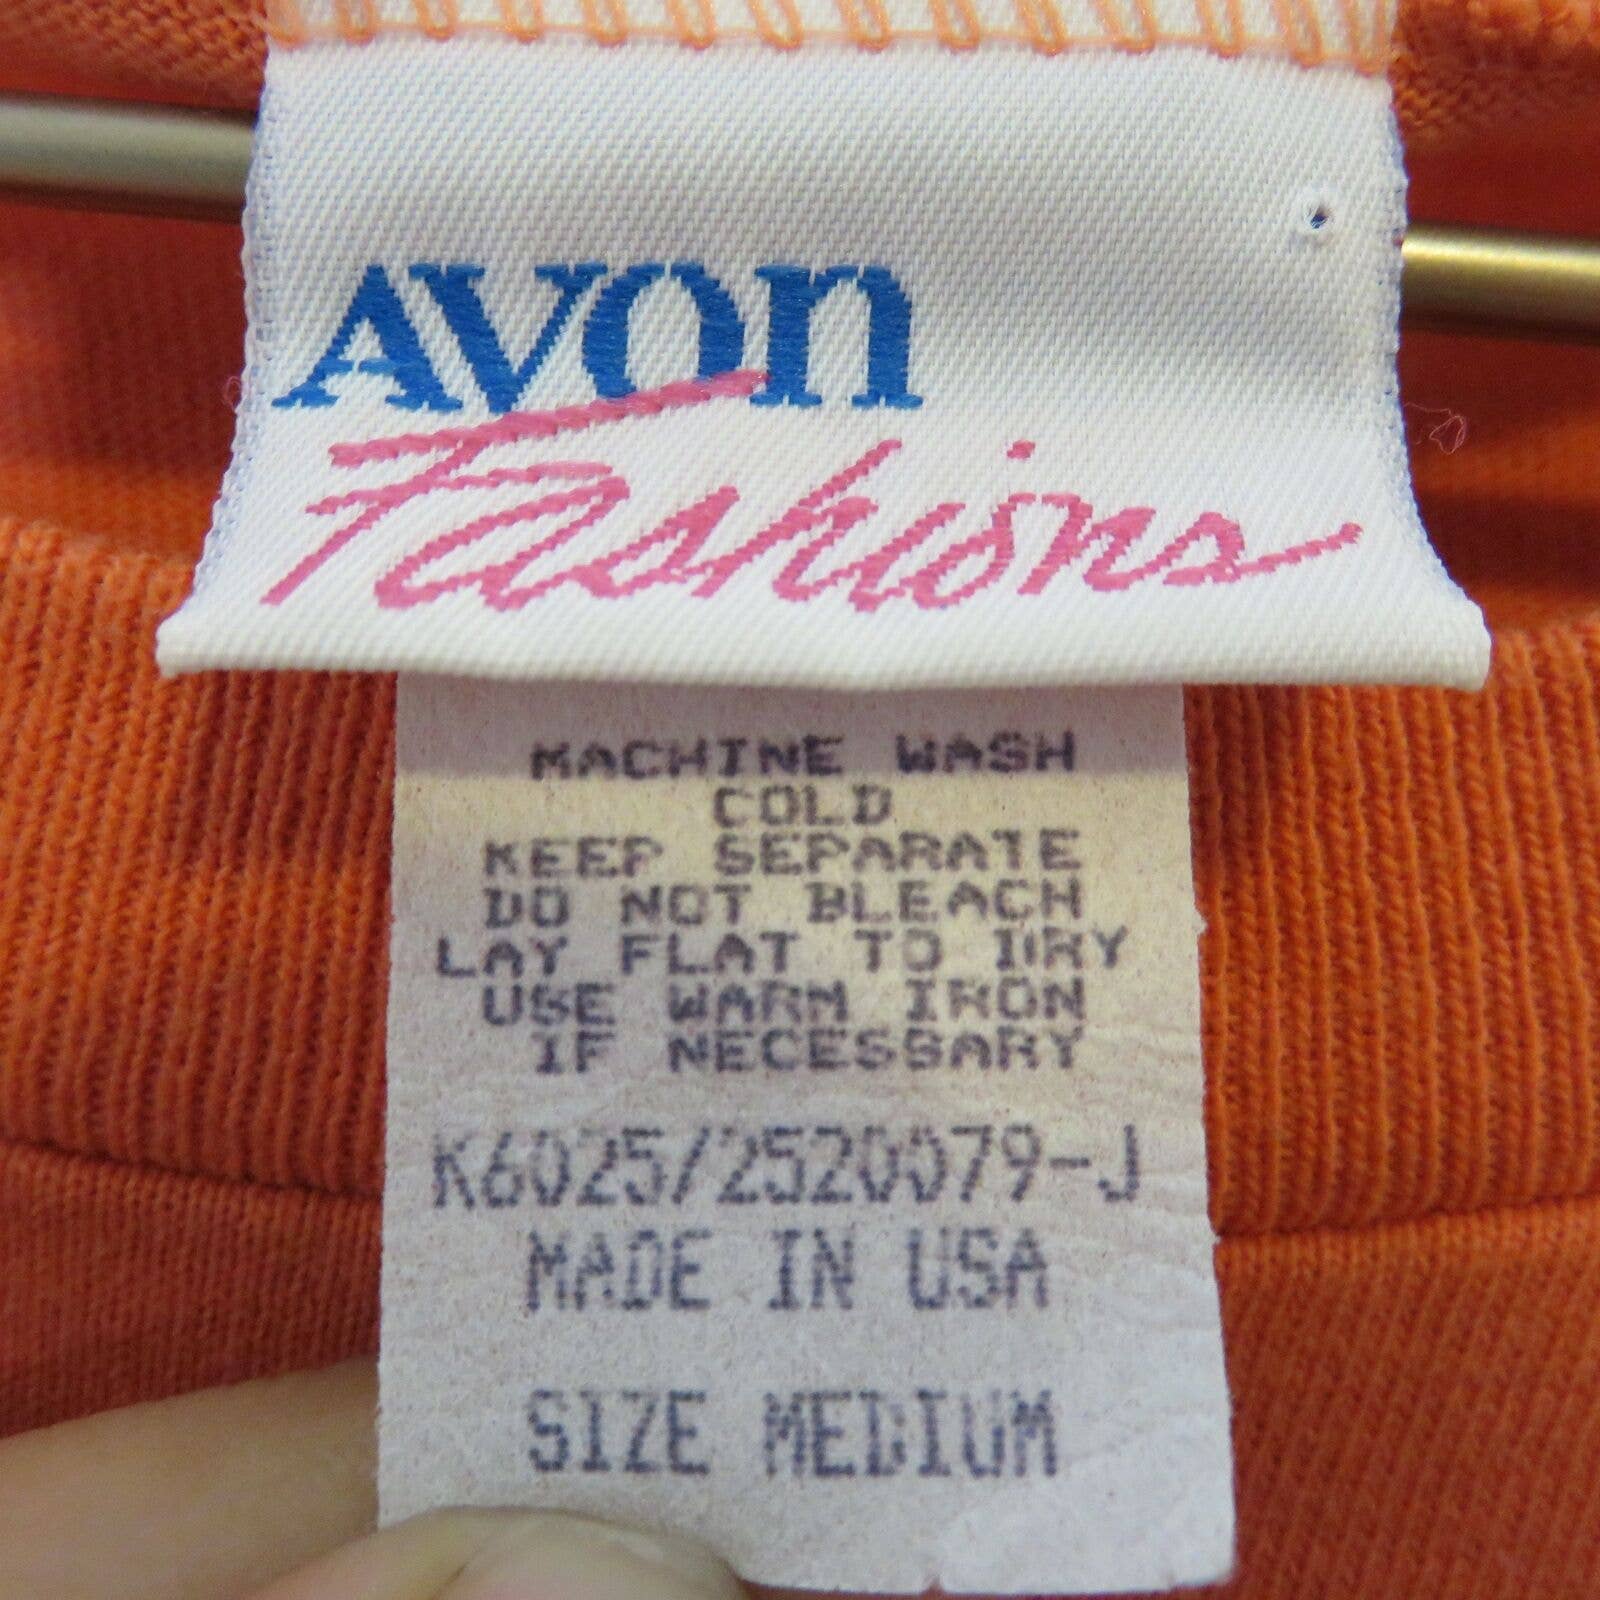 AVON
Fashions
MACHINE WASH
COLD
KEEP SEPARATE
DO NOT BLEACH
LAY FLAT TO DRY
USE WARM IRON
IF NECESSARY
K6025/2520079-J
MADE IN USA
SIZE MEDIUM